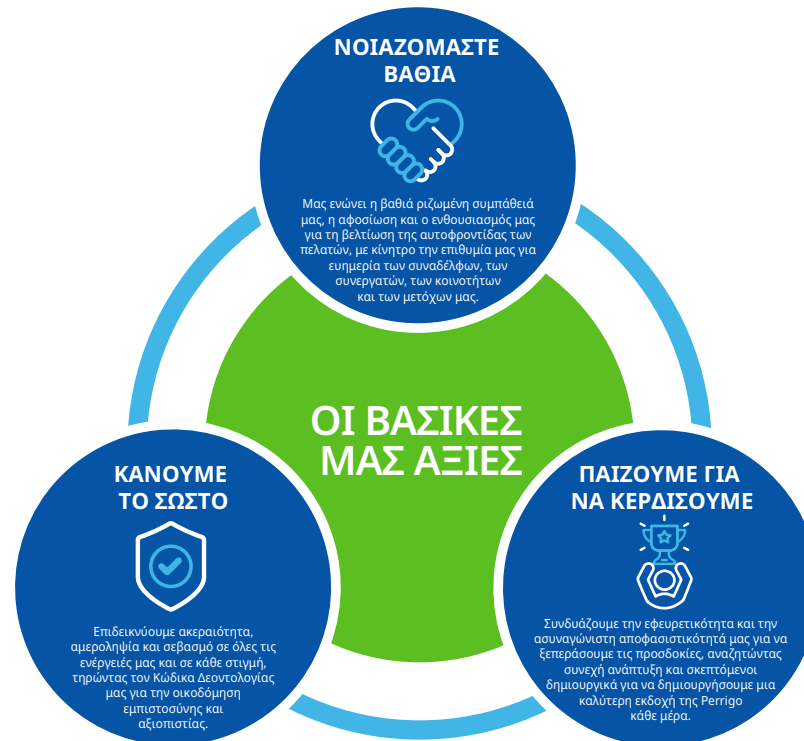 ΝΟΙΑΖΟΜΑΣΤΕ
ΒΑΘΙΑ
Μας ενώνει η βαθιά ριζωμένη συμπάθειά
μας, η αφοσίωση και ο ενθουσιασμός μας
για τη βελτίωση της αυτοφροντίδας των
πελατών, με κίνητρο την επιθυμία μας για
ευημερία των συναδέλφων, των
συνεργατών, των κοινοτήτων
και των μετόχων μας.
ΟΙ ΒΑΣΙΚΕΣ
ΜΑΣ ΑΞΙΕΣ
ΚΑΝΟΥΜΕ
ΤΟ ΣΩΣΤΟ
Επιδεικνύουμε ακεραιότητα,
αμεροληψία και σεβασμό σε όλες τις
ενέργειές μας και σε κάθε στιγμή,
τηρώντας τον Κώδικα Δεοντολογίας
μας για την οικοδόμηση
εμπιστοσύνης και
αξιοπιστίας.
ΠΑΙΖΟΥΜΕ ΓΙΑ
ΝΑ ΚΕΡΔΙΣΟΥΜΕ
Συνδυάζουμε την εφευρετικότητα και την
ασυναγώνιστη αποφασιστικότητά μας για να
ξεπεράσουμε τις προσδοκίες, αναζητώντας
συνεχή ανάπτυξη και σκεπτόμενοι
δημιουργικά για να δημιουργήσουμε μια
καλύτερη εκδοχή της Perrigo
κάθε μέρα.